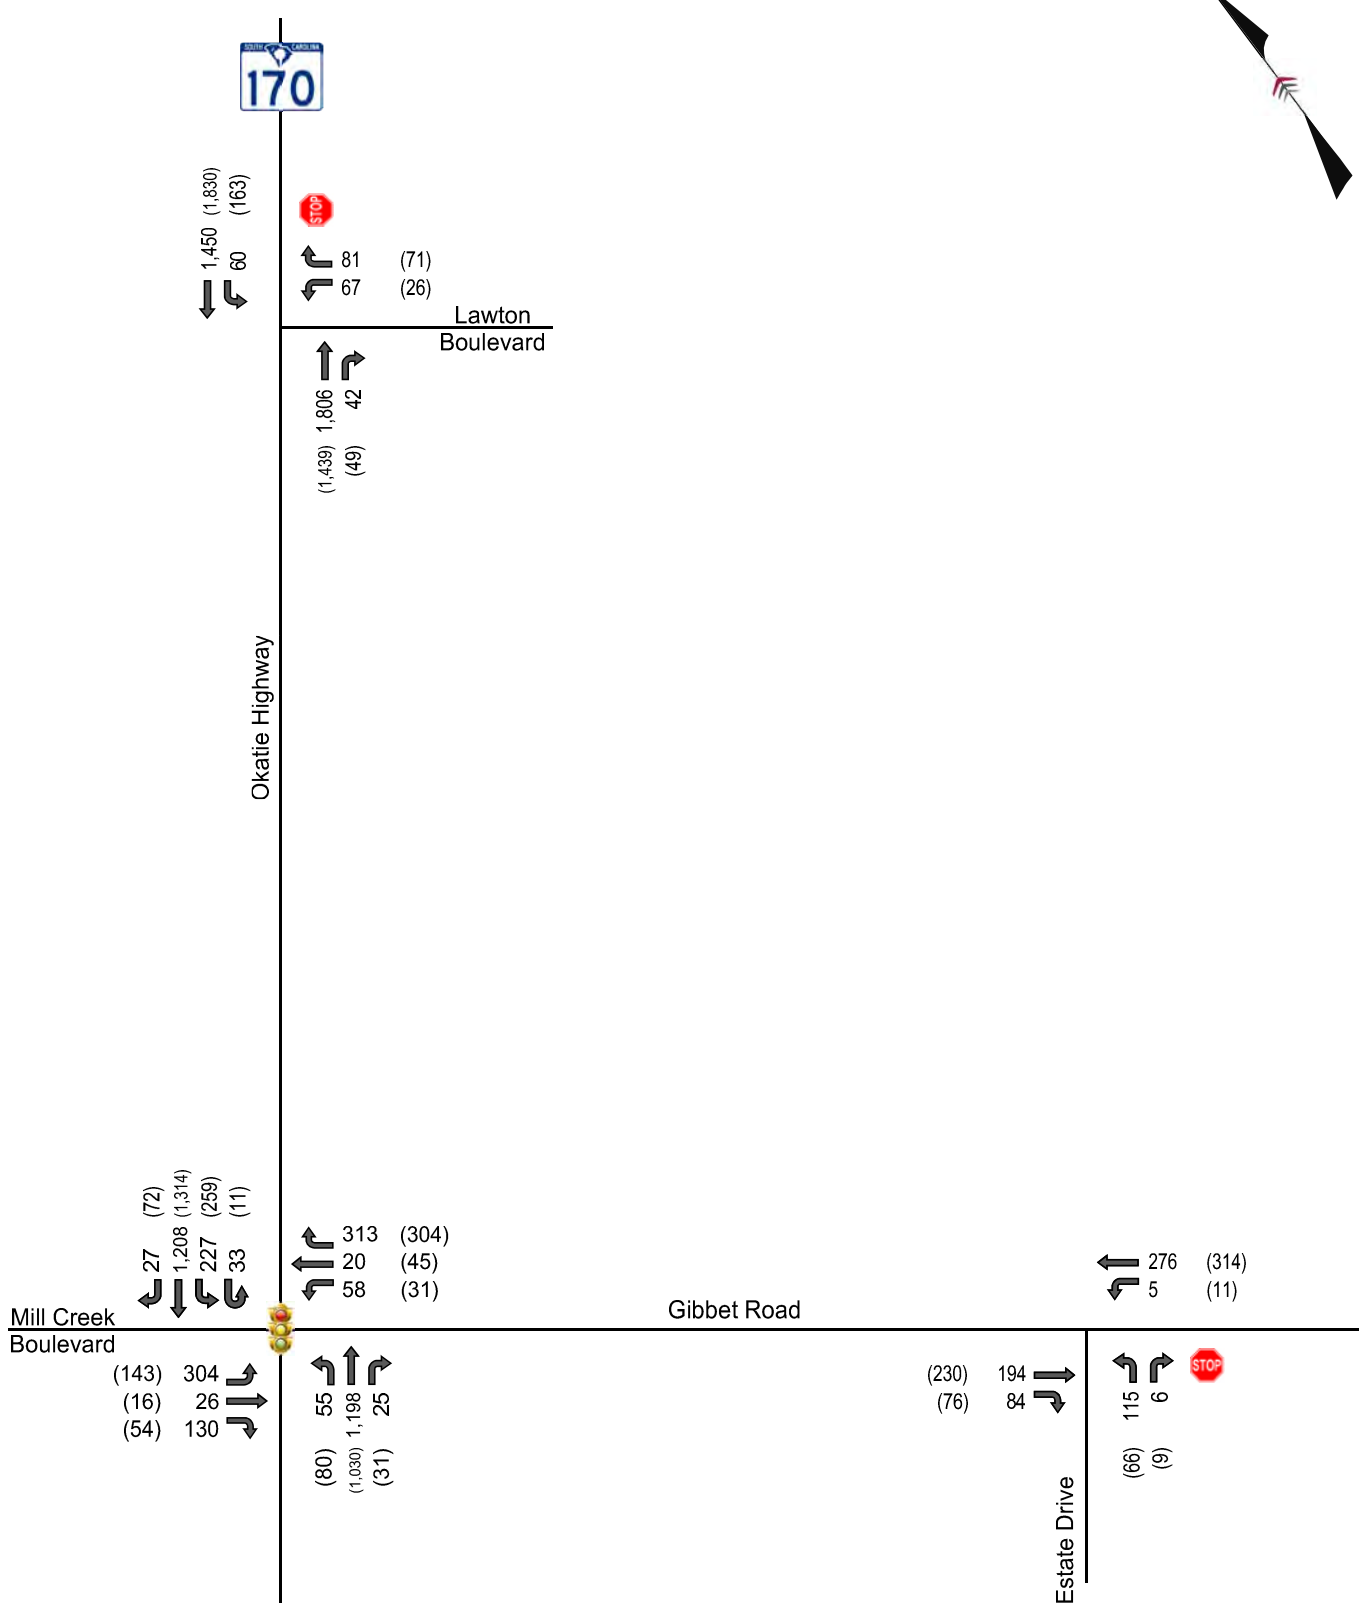 SOUTH CAROLINA
170
1,450 (1,830)
60 (163)
STOP
81 (71)
67 (26)
Lawton
Boulevard
(1,439) 1,806
(49) 42
Okatie Highway
27 (72)
1,208 (1,314)
227 (259)
33 (11)
313 (304)
20 (45)
58 (31)
276 (314)
5 (11)
Gibbet Road
Mill Creek
Boulevard
(143) 304
(16) 26
(54) 130
(80) 55
(1,030) 1,198
(31) 25
(230) 194
(76) 84
(66) 115
(9) 6
STOP
Estate Drive